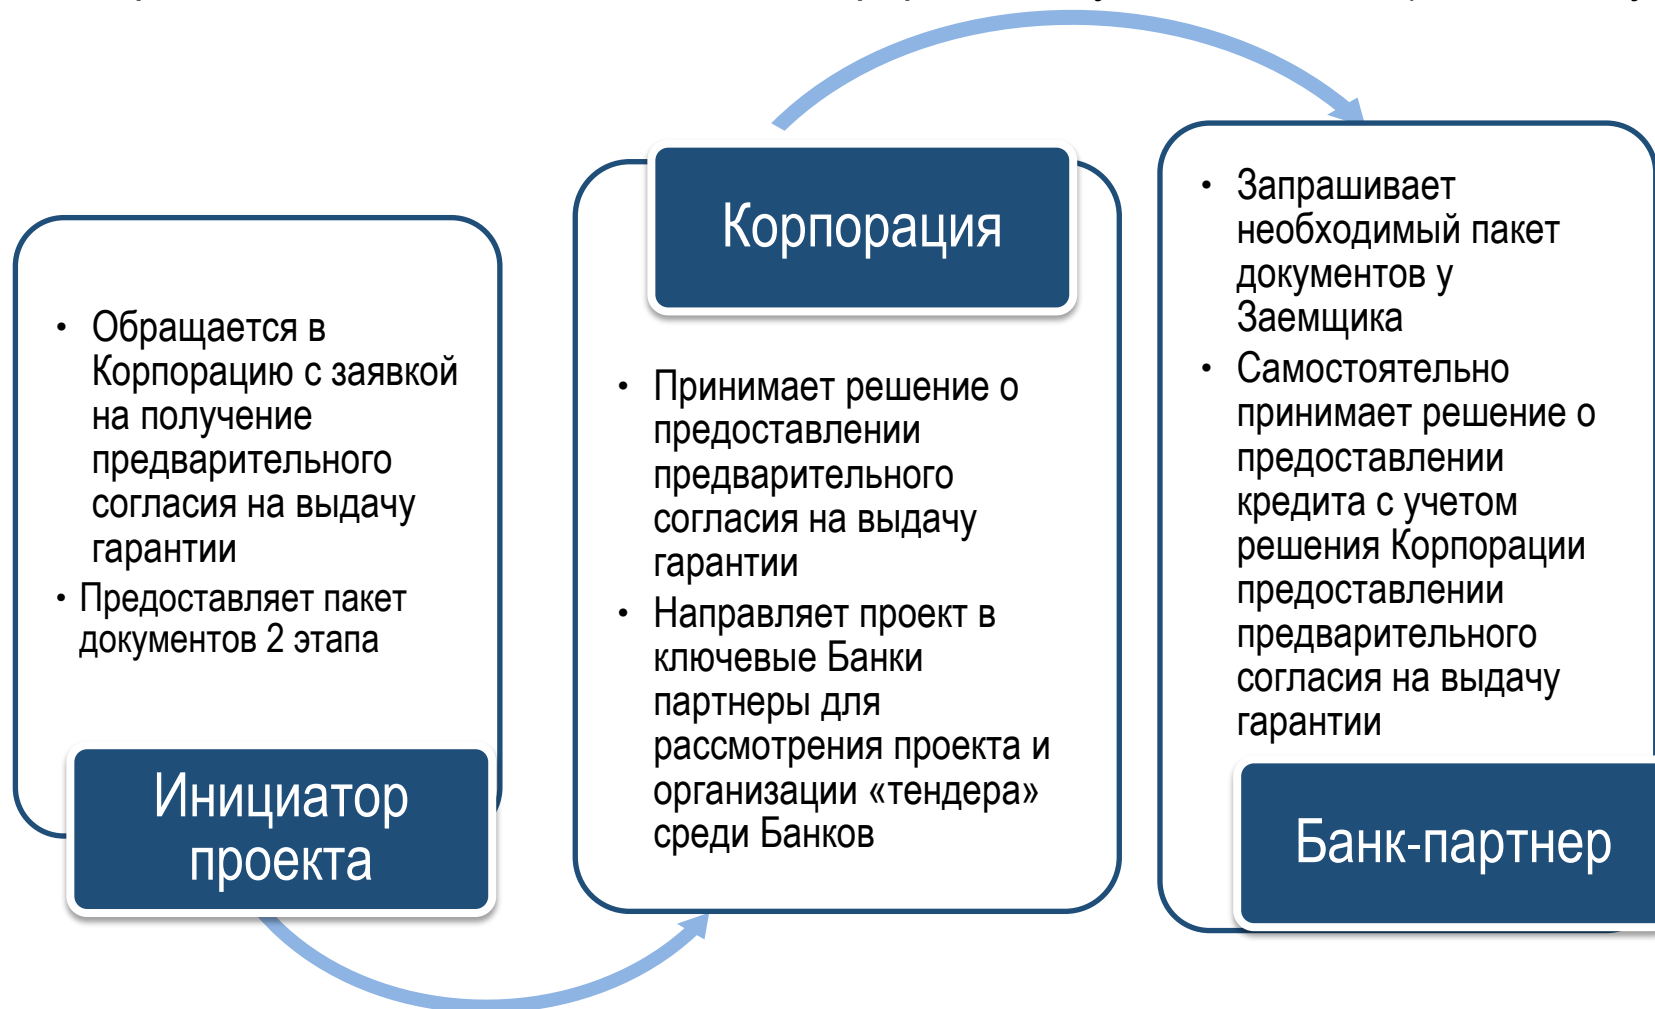 • Обращается в
Корпорацию с заявкой
на получение
предварительного
согласия на выдачу
гарантии
• Предоставляет пакет
документов 2 этапа
Инициатор
проекта
Корпорация
• Принимает решение о
предоставлении
предварительного
согласия на выдачу
гарантии
• Направляет проект в
ключевые Банки
партнеры для
рассмотрения проекта и
организации «тендера»
среди Банков
• Запрашивает
необходимый пакет
документов у
Заемщика
• Самостоятельно
принимает решение о
предоставлении
кредита с учетом
решения Корпорации
предоставлении
предварительного
согласия на выдачу
гарантии
Банк-партнер